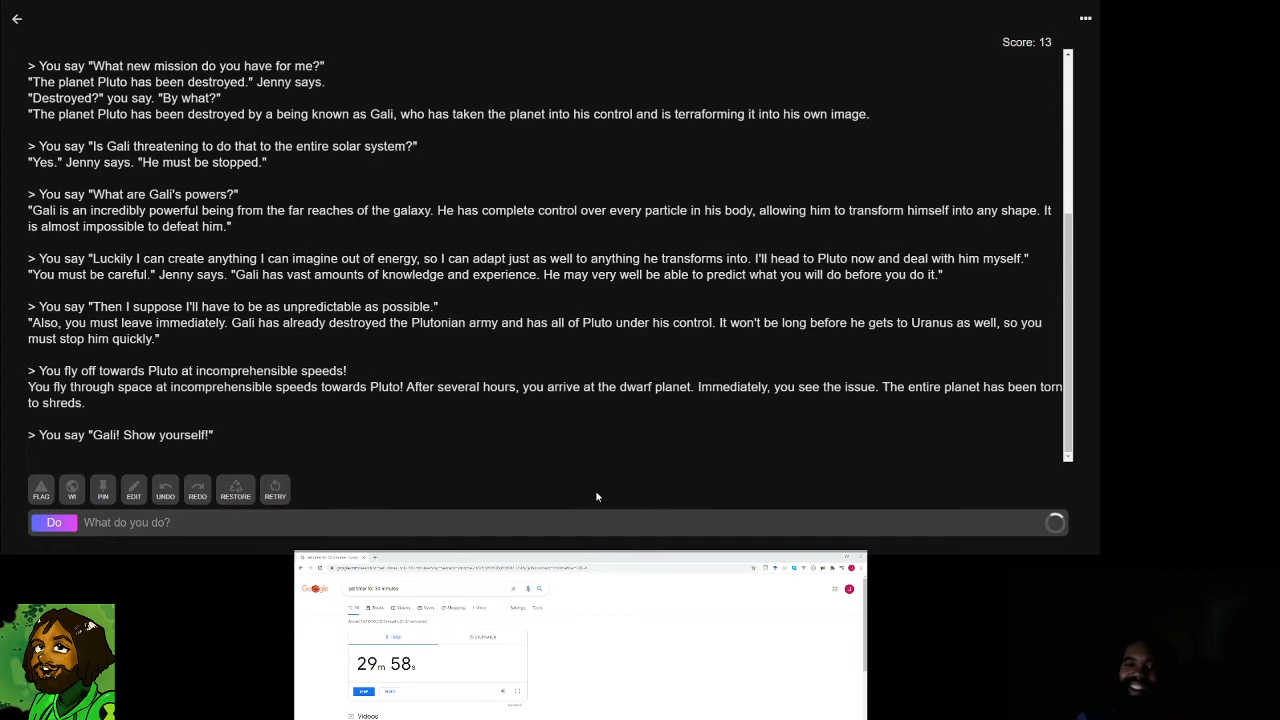 Score: 13
> You say "What new mission do you have for me?"
"The planet Pluto has been destroyed." Jenny says.
"Destroyed?" you say. "By what?"
"The planet Pluto has been destroyed by a being known as Gali, who has taken the planet into his control and is terraforming it into his own image.
> You say "Is Gali threatening to do that to the entire solar system?"
"Yes." Jenny says. "He must be stopped."
> You say "What are Gali's powers?"
"Gali is an incredibly powerful being from the far reaches of the galaxy. He has complete control over every particle in his body, allowing him to transform himself into any shape. It
is almost impossible to defeat him."
> You say "Luckily I can create anything I can imagine out of energy, so I can adapt just as well to anything he transforms into. I'll head to Pluto now and deal with him myself."
"You must be careful." Jenny says. "Gali has vast amounts of knowledge and experience. He may very well be able to predict what you will do before you do it."
> You say "Then I suppose I'll have to be as unpredictable as possible."
"Also, you must leave immediately. Gali has already destroyed the Plutonian army and has all of Pluto under his control. It won't be long before he gets to Uranus as well, so you
must stop him quickly."
> You fly off towards Pluto at incomprehensible speeds!
You fly through space at incomprehensible speeds towards Pluto! After several hours, you arrive at the dwarf planet. Immediately, you see the issue. The entire planet has been torn
to shreds.
> You say "Gali! Show yourself!"
FLAG WI PIN EDIT UNDO REDO RESTORE RETRY
Do What do you do?
set timer for 30 minutes
All Books Videos News Shopping More Settings Tools
29m 58s
Videos